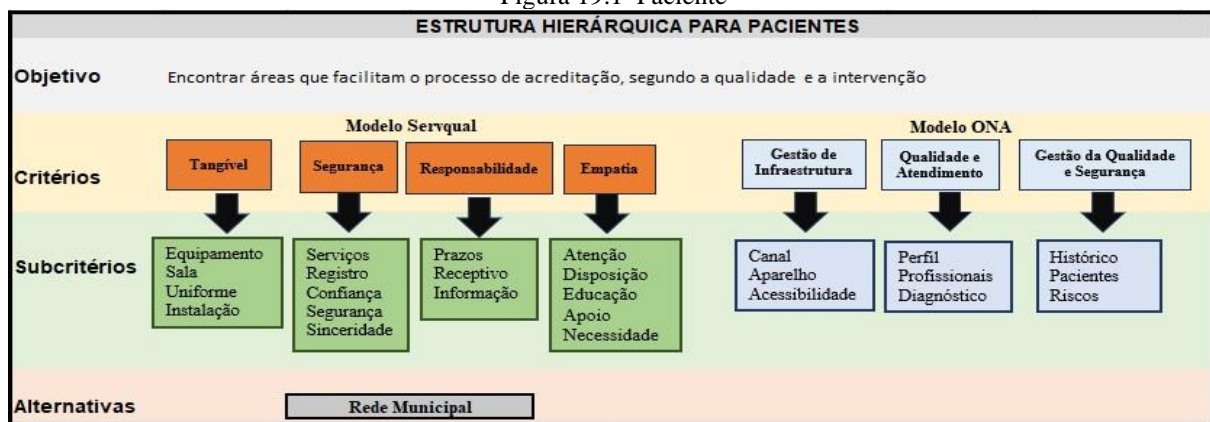 Figura 19.1 Paciente
ESTRUTURA HIERÁRQUICA PARA PACIENTES
Objetivo
Encontrar áreas que facilitam o processo de acreditação, segundo a qualidade e a intervenção
Critérios
Modelo Servqual
Tangível
Segurança
Responsabilidade
Empatia
Modelo ONA
Gestão de
Infraestrutura
Qualidade e
Atendimento
Gestão da Qualidade
e Segurança
Subcritérios
Equipamento
Sala
Uniforme
Instalação
Serviços
Registro
Confiança
Segurança
Sinceridade
Prazos
Receptivo
Informação
Atenção
Disposição
Educação
Apoio
Necessidade
Canal
Aparelho
Acessibilidade
Perfil
Profissionais
Diagnóstico
Histórico
Pacientes
Riscos
Alternativas
Rede Municipal